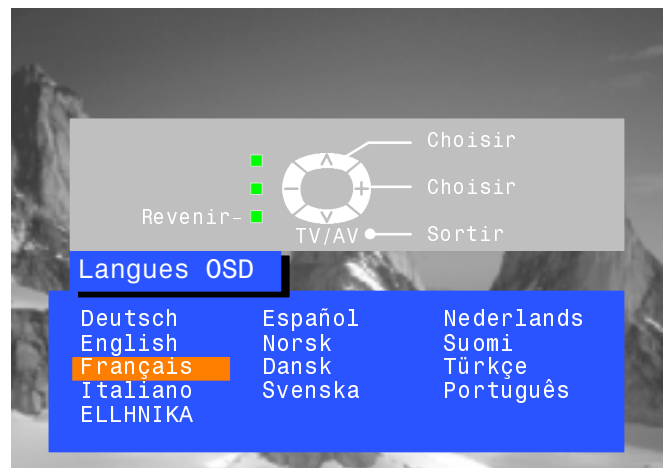 Choisir
Choisir
Revenir-
TV/AV Sortir
Langues OSD
Deutsch Español Nederlands
English Norsk Suomi
Français Dansk Türkçe
Italiano Svenska Português
ELLHNIKA